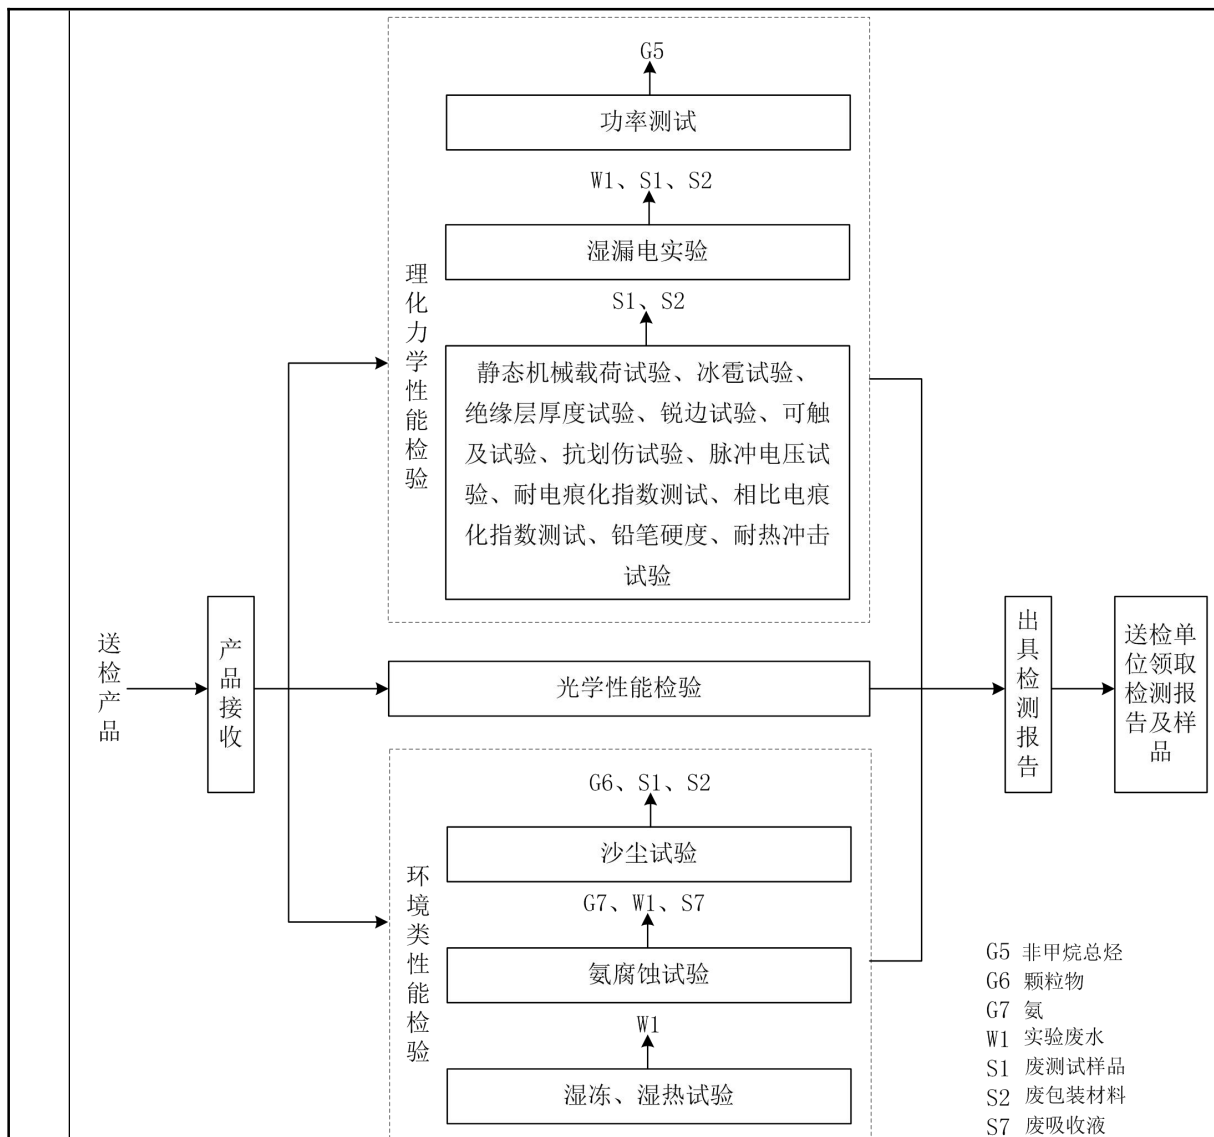 G5
功率测试
W1、S1、S2
湿漏电实验
S1、S2
理化力学性能检验
静态机械载荷试验、冰雹试验、
绝缘层厚度试验、锐边试验、可触
及试验、抗划伤试验、脉冲电压试
验、耐电痕化指数测试、相比电痕
化指数测试、铅笔硬度、耐热冲击
试验
送检产品
产品接收
光学性能检验
出具检测报告
送检单
位领取
检测报
告及样
品
G6、S1、S2
沙尘试验
环境类性能检验
G7、W1、S7
氨腐蚀试验
W1
湿冻、湿热试验
G5 非甲烷总烃
G6 颗粒物
G7 氨
W1 实验废水
S1 废测试样品
S2 废包装材料
S7 废吸收液